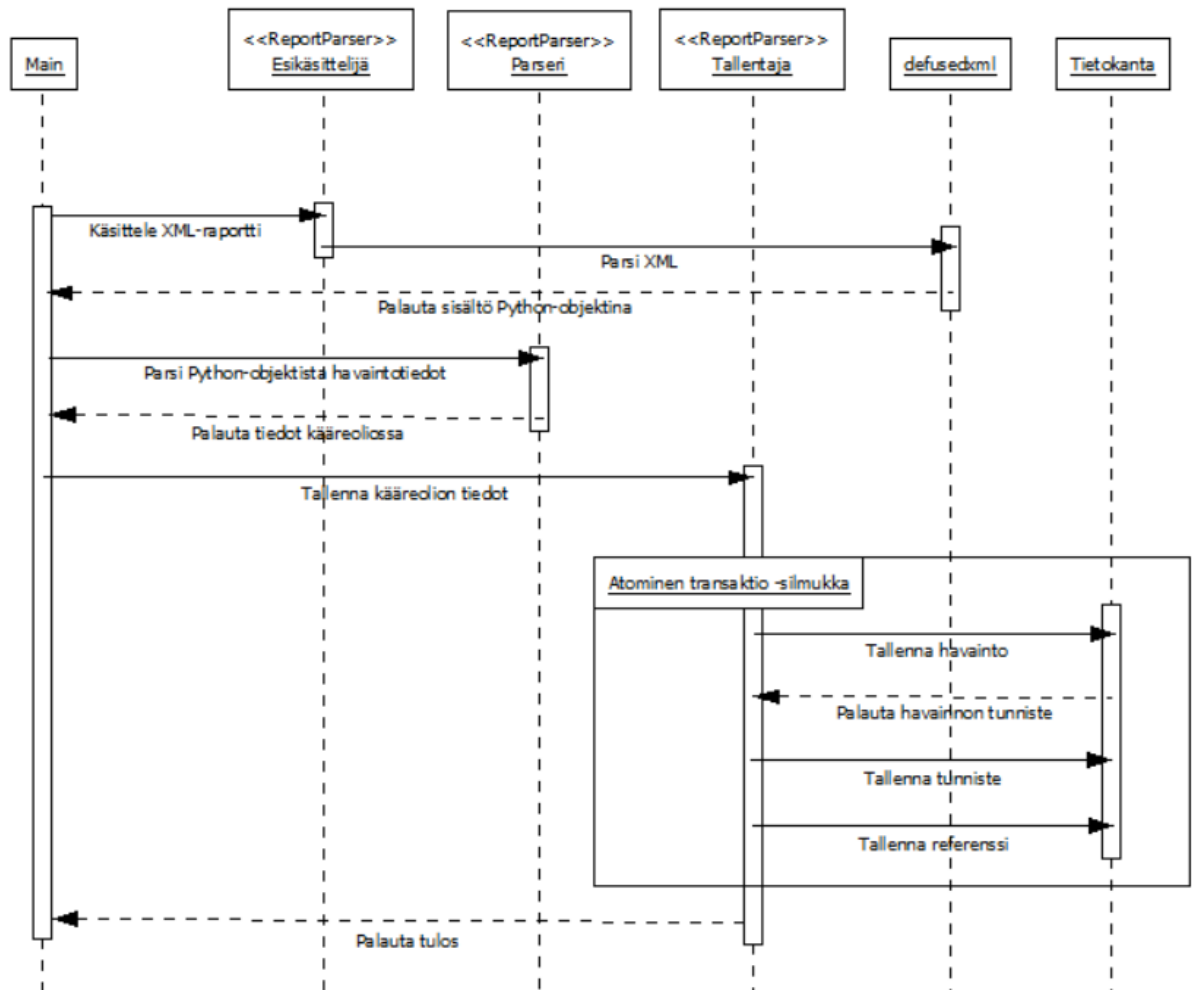 Main
<<ReportParser>>
Esikäsittelijä
<<ReportParser>>
Parseri
<<ReportParser>>
Tallentaja
defusedxml
Tietokanta
Käsittele XML-raportti
Parsi XML
Palauta sisältö Python-objektina
Parsi Python-objektista havaintotiedot
Palauta tiedot kääreoliossa
Tallenna kääreolion tiedot
Atominen transaktio -silmukka
Tallenna havainto
Palauta havainnon tunniste
Tallenna tunniste
Tallenna referenssi
Palauta tulos